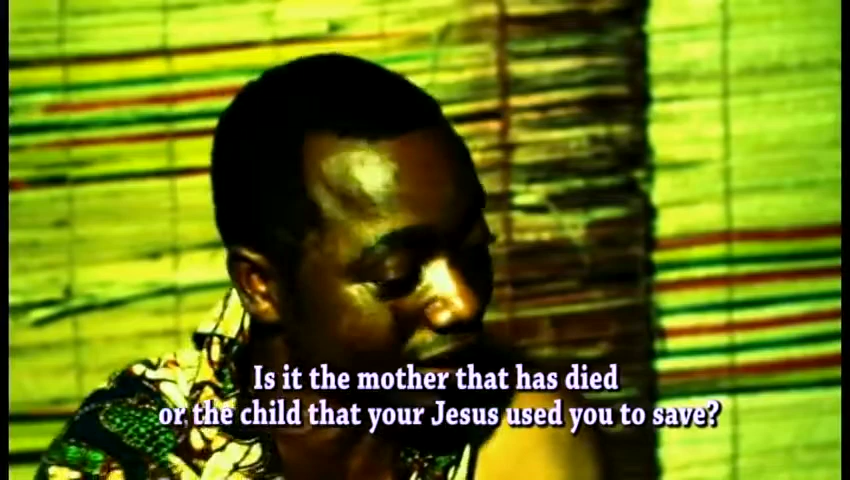 Is it the mother that has died
or the child that your Jesus used you to save?